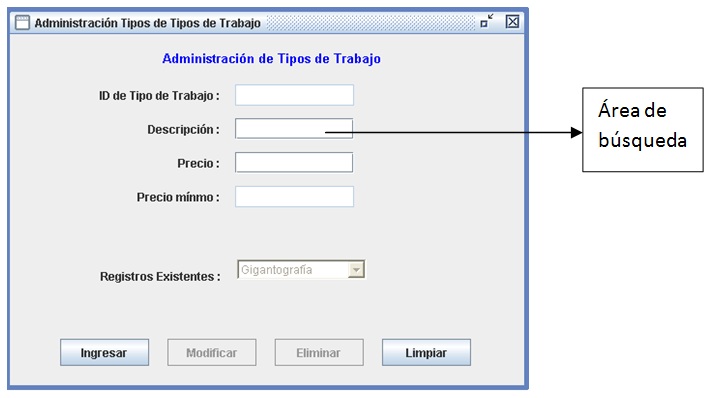 Administración Tipos de Tipos de Trabajo
Administración de Tipos de Trabajo
ID de Tipo de Trabajo :
Descripción :
Precio :
Precio mínmo :
Registros Existentes :
Gigantografía
Ingresar
Modificar
Eliminar
Limpiar
Área de
búsqueda